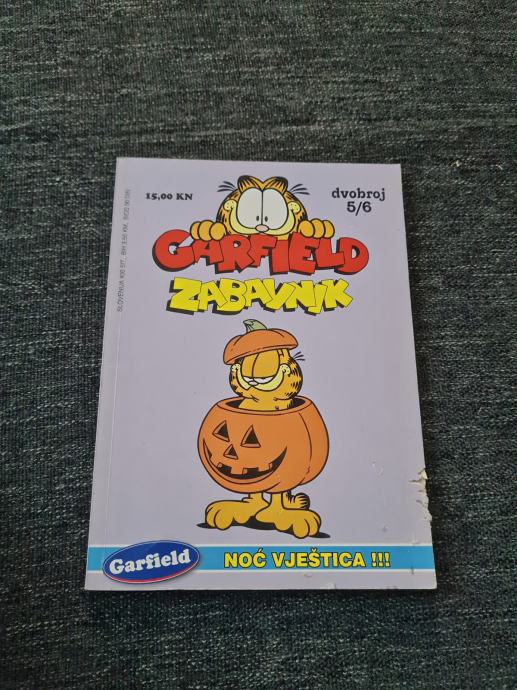 15,00 KN
dvobroj
5/6
GARFIELD
ZABAVNIK
Garfield
NOĆ VJEŠTICA !!!